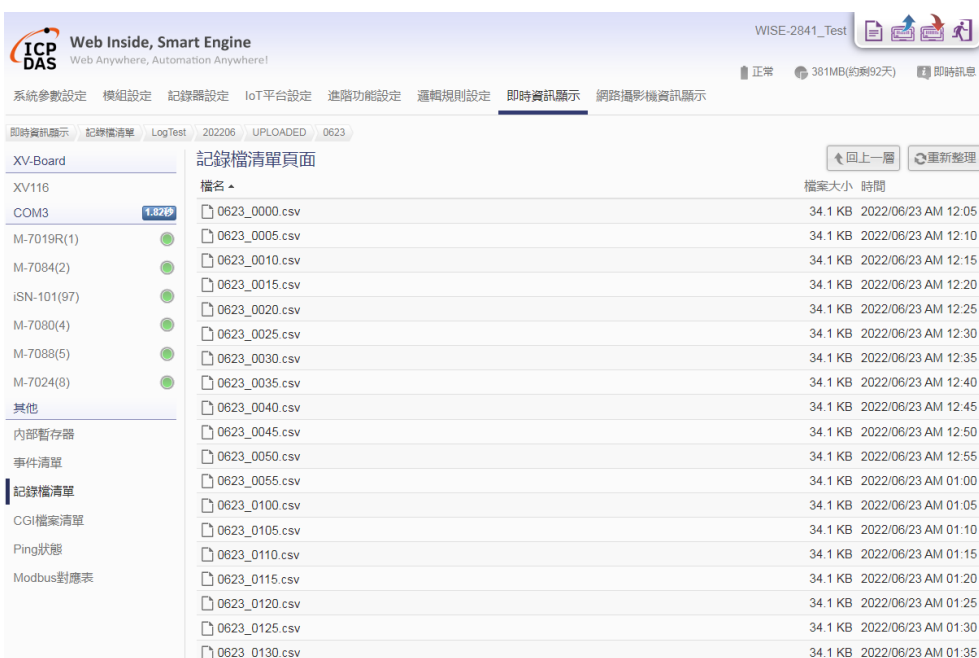 ICP
DAS
Web Inside, Smart Engine
Web Anywhere, Automation Anywhere!
WISE-2841_Test
正常 381MB(約剩92天) 即時訊息
系統參數設定 模組設定 記錄器設定 IoT平台設定 進階功能設定 邏輯規則設定 即時資訊顯示 網路攝影機資訊顯示
即時資訊顯示 記錄檔清單 LogTest 202206 UPLOADED 0623
XV-Board
XV116
COM3 1.82秒
M-7019R(1)
M-7084(2)
iSN-101(97)
M-7080(4)
M-7088(5)
M-7024(8)
其他
內部暫存器
事件清單
記錄檔清單
CGI檔案清單
Ping狀態
Modbus對應表
記錄檔清單頁面 回上一層 重新整理
檔名 檔案大小 時間
0623_0000.csv 34.1 KB 2022/06/23 AM 12:05
0623_0005.csv 34.1 KB 2022/06/23 AM 12:10
0623_0010.csv 34.1 KB 2022/06/23 AM 12:15
0623_0015.csv 34.1 KB 2022/06/23 AM 12:20
0623_0020.csv 34.1 KB 2022/06/23 AM 12:25
0623_0025.csv 34.1 KB 2022/06/23 AM 12:30
0623_0030.csv 34.1 KB 2022/06/23 AM 12:35
0623_0035.csv 34.1 KB 2022/06/23 AM 12:40
0623_0040.csv 34.1 KB 2022/06/23 AM 12:45
0623_0045.csv 34.1 KB 2022/06/23 AM 12:50
0623_0050.csv 34.1 KB 2022/06/23 AM 12:55
0623_0055.csv 34.1 KB 2022/06/23 AM 01:00
0623_0100.csv 34.1 KB 2022/06/23 AM 01:05
0623_0105.csv 34.1 KB 2022/06/23 AM 01:10
0623_0110.csv 34.1 KB 2022/06/23 AM 01:15
0623_0115.csv 34.1 KB 2022/06/23 AM 01:20
0623_0120.csv 34.1 KB 2022/06/23 AM 01:25
0623_0125.csv 34.1 KB 2022/06/23 AM 01:30
0623_0130.csv 34.1 KB 2022/06/23 AM 01:35